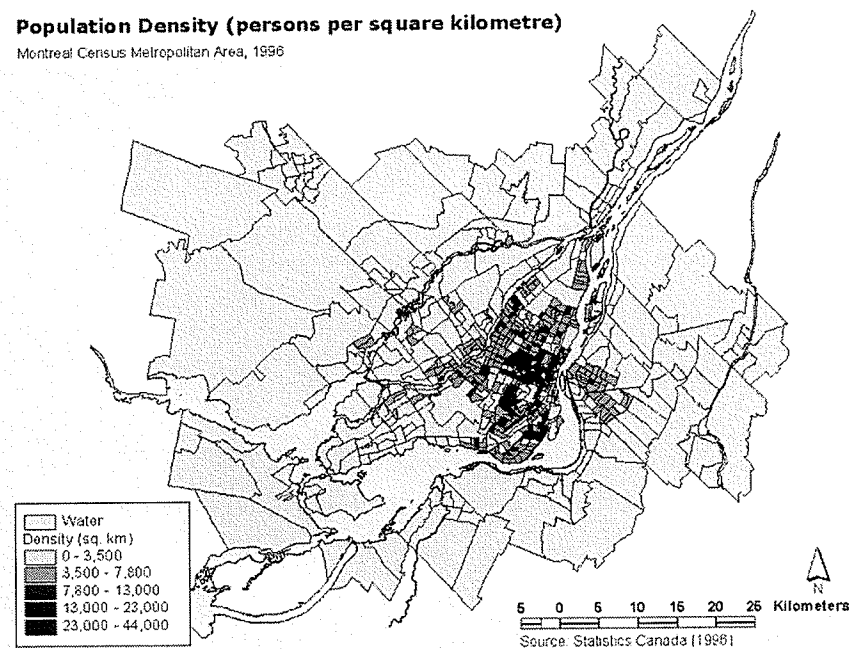 Population Density (persons per square kilometre)
Montreal Census Metropolitan Area, 1996
Water
Density (sq. km)
0 - 3,500
3,500 - 7,800
7,800 - 13,000
13,000 - 23,000
23,000 - 44,000
N
5 0 5 10 15 20 25 Kilometers
Source: Statistics Canada (1996)